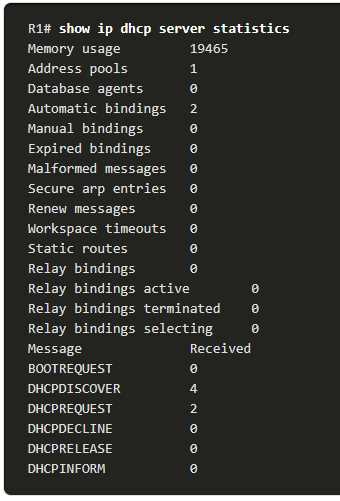 R1# show ip dhcp server statistics
Memory usage 19465
Address pools 1
Database agents 0
Automatic bindings 2
Manual bindings 0
Expired bindings 0
Malformed messages 0
Secure arp entries 0
Renew messages 0
Workspace timeouts 0
Static routes 0
Relay bindings 0
Relay bindings active 0
Relay bindings terminated 0
Relay bindings selecting 0
Message Received
BOOTREQUEST 0
DHCPDISCOVER 4
DHCPREQUEST 2
DHCPDECLINE 0
DHCPRELEASE 0
DHCPINFORM 0